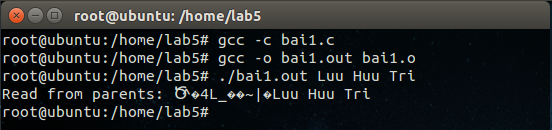 root@ubuntu: /home/lab5
root@ubuntu:/home/lab5# gcc -c bai1.c
root@ubuntu:/home/lab5# gcc -o bai1.out bai1.o
root@ubuntu:/home/lab5# ./bai1.out Luu Huu Tri
Read from parents: �4L_��~|�Luu Huu Tri
root@ubuntu:/home/lab5#